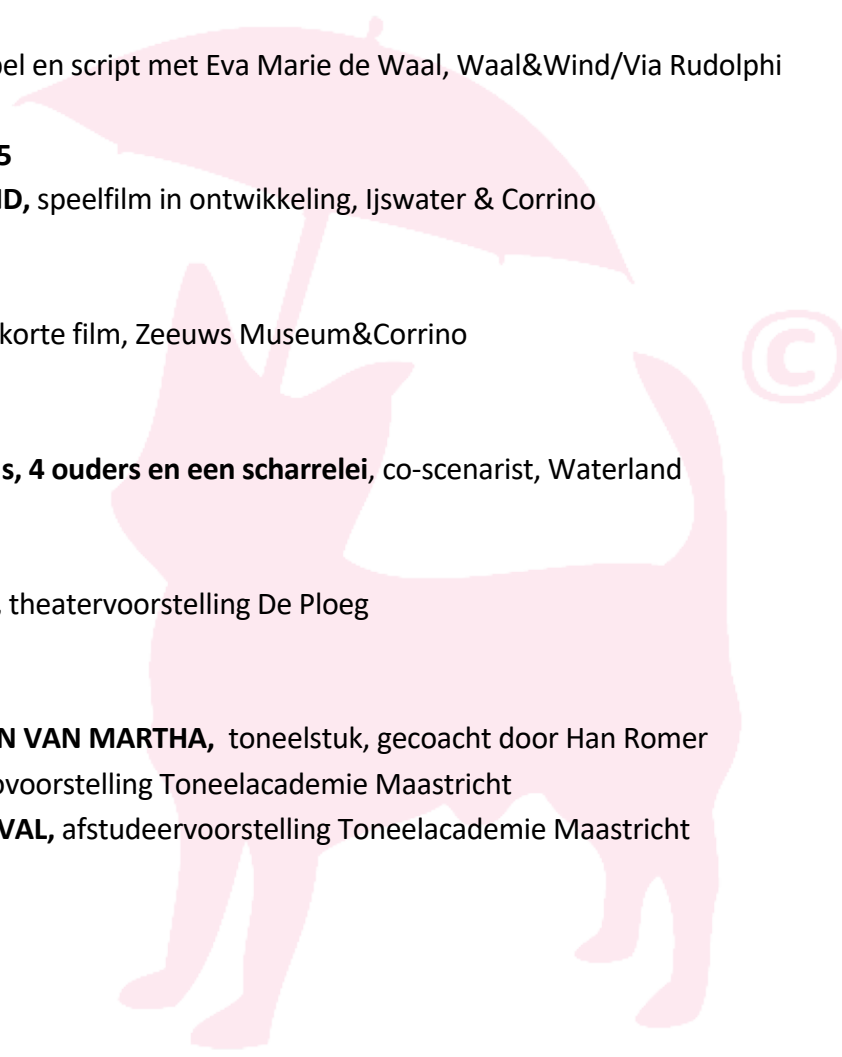 pel en script met Eva Marie de Waal, Waal&Wind/Via Rudolphi
5
D, speelfilm in ontwikkeling, Ijswater & Corrino
korte film, Zeeuws Museum&Corrino
©
s, 4 ouders en een scharrelei, co-scenarist, Waterland
, theatervoorstelling De Ploeg
N VAN MARTHA, toneelstuk, gecoacht door Han Romer
ovoorstelling Toneelacademie Maastricht
VAL, afstudeervoorstelling Toneelacademie Maastricht